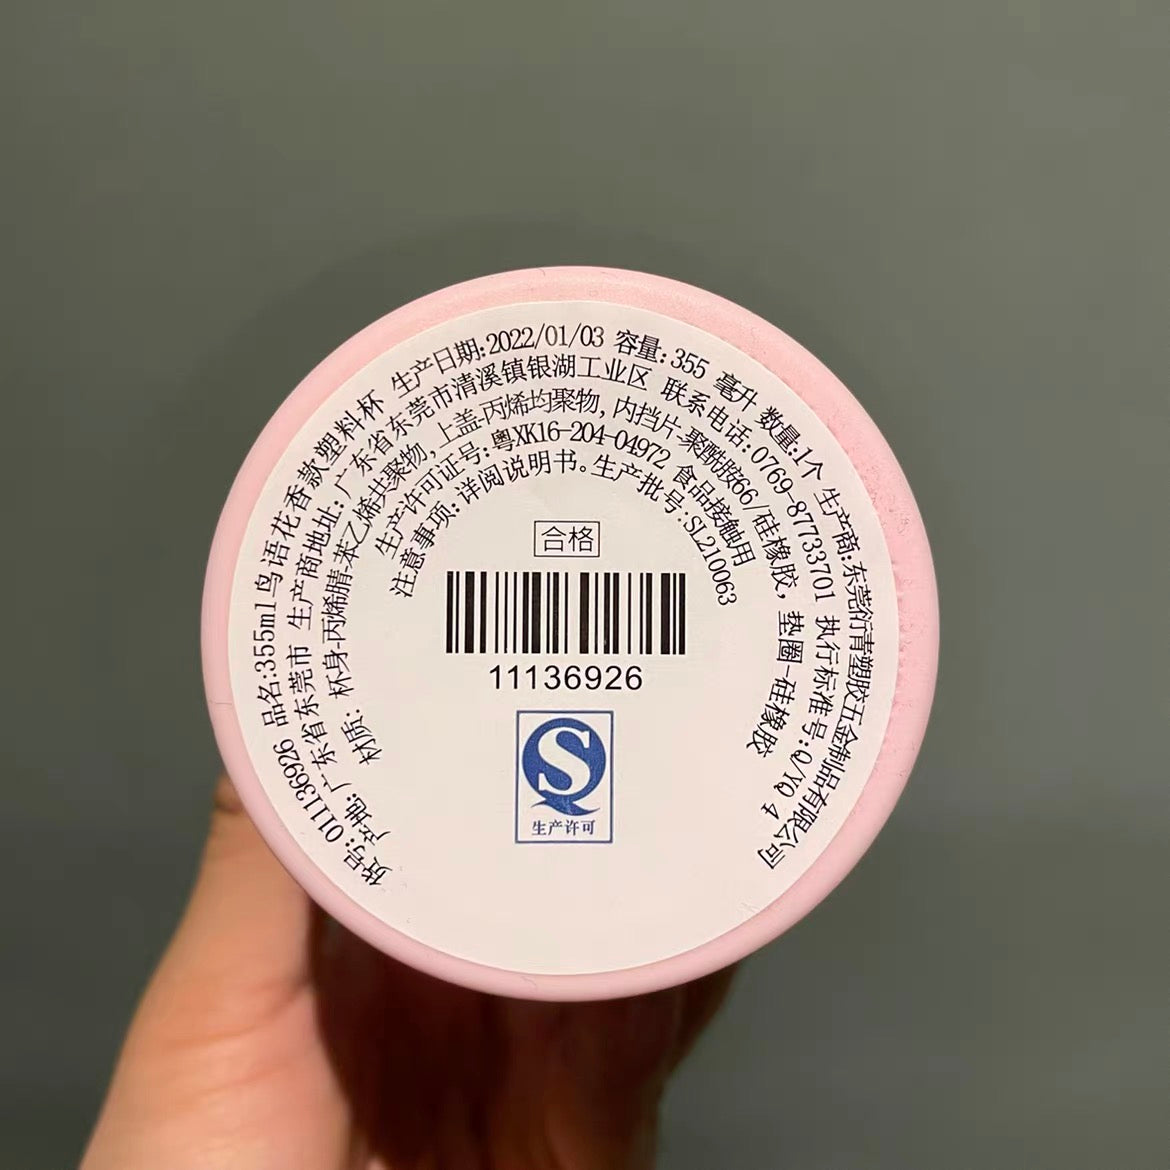 货号:011136926 品名:355ml鸟语花香款塑料杯 生产日期:2022/01/03 容量:355 毫升 数量:1个 生产商:东莞衍青塑胶五金制品有限公司
产地:广东省东莞市 生产商地址:广东省东莞市清溪镇银湖工业区 联系电话:0769-87733701 执行标准号:Q/YQ 4
材质: 杯身-丙烯腈苯乙烯共聚物, 上盖-丙烯均聚物, 内挡片-聚酰胺66/硅橡胶, 垫圈-硅橡胶
生产许可证号:粤XK16-204-04972 食品接触用
注意事项:详阅说明书。生产批号:SL210063
合格
11136926
生产许可